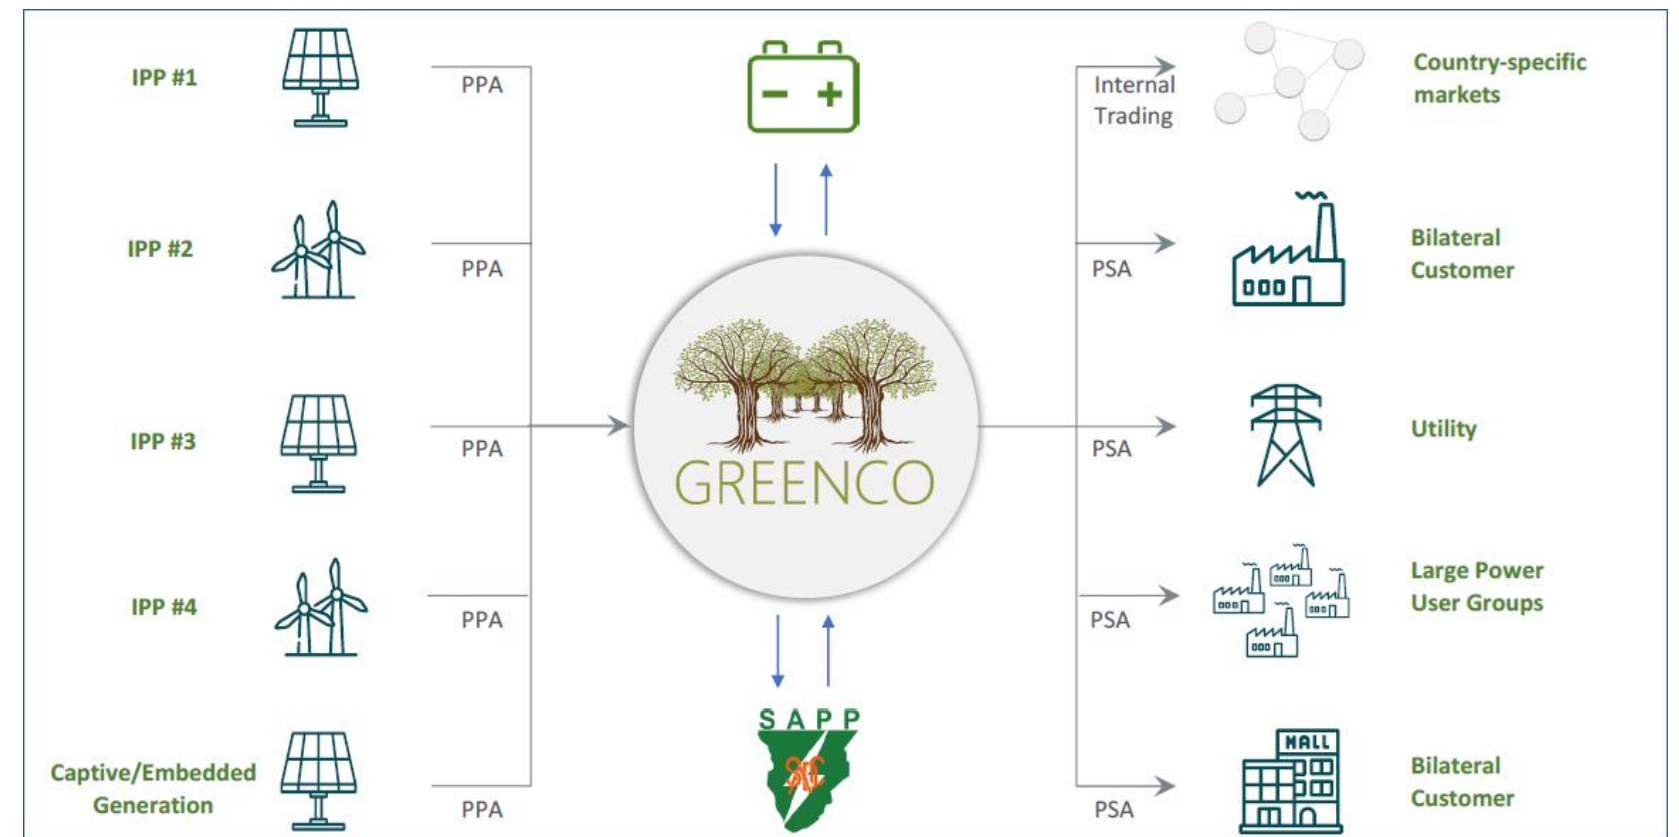 IPP #1
PPA
IPP #2
PPA
IPP #3
PPA
IPP #4
PPA
Captive/Embedded
Generation
PPA
GREENCO
SAPP
Internal
Trading
Country-specific
markets
PSA
Bilateral
Customer
PSA
Utility
PSA
Large Power
User Groups
PSA
MALL
Bilateral
Customer